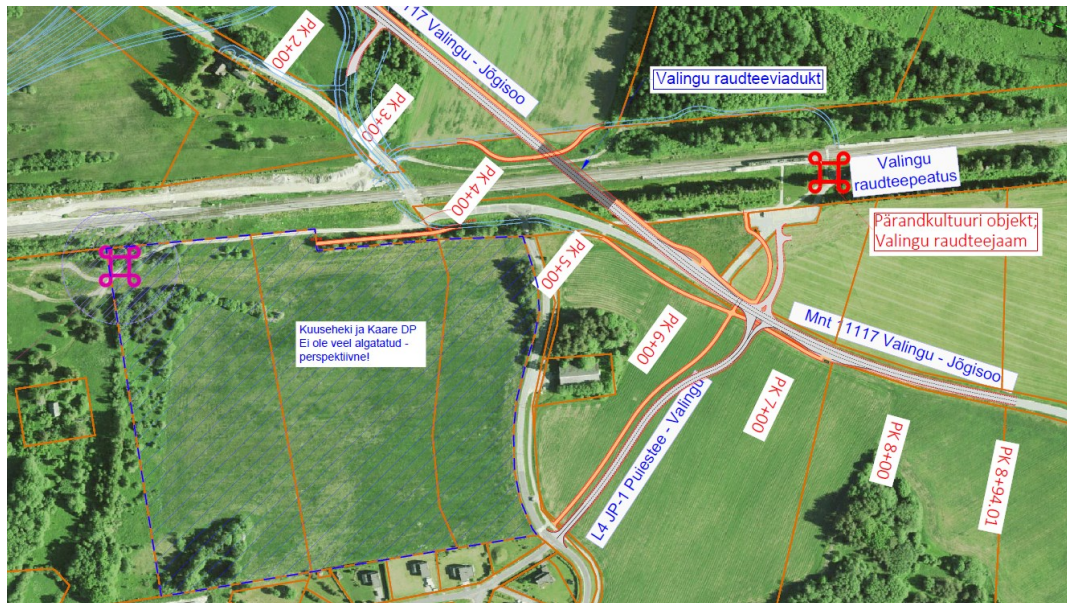 PK 2+00
117 Valingu - Jõgisoo
PK 3+00
Valingu raudteeviadukt
PK 4+00
Valingu
raudteepeatus
Pärandkultuuri objekt;
Valingu raudteejaam
PK 5+00
Kuuseheki ja Kaare DP
Ei ole veel algatatud -
perspektiivne!
PK 6+00
Mnt 11117 Valingu - Jõgisoo
L4 JP-1 Puiestee - Valingu
PK 7+00
PK 8+00
PK 8+94.01